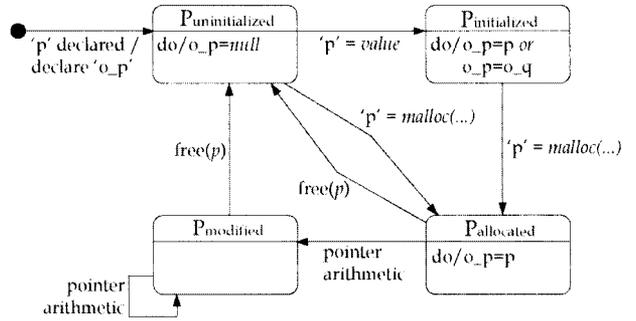 Puninitialized
do/o_p=null
'p' declared /
declare 'o_p'
'p' = value
Pinitialized
do/o_p=p or
o_p=o_q
'p' = malloc(...)
'p' = malloc(...)
free(p)
free(p)
Pmodified
Pallocated
do/o_p=p
pointer
arithmetic
pointer
arithmetic